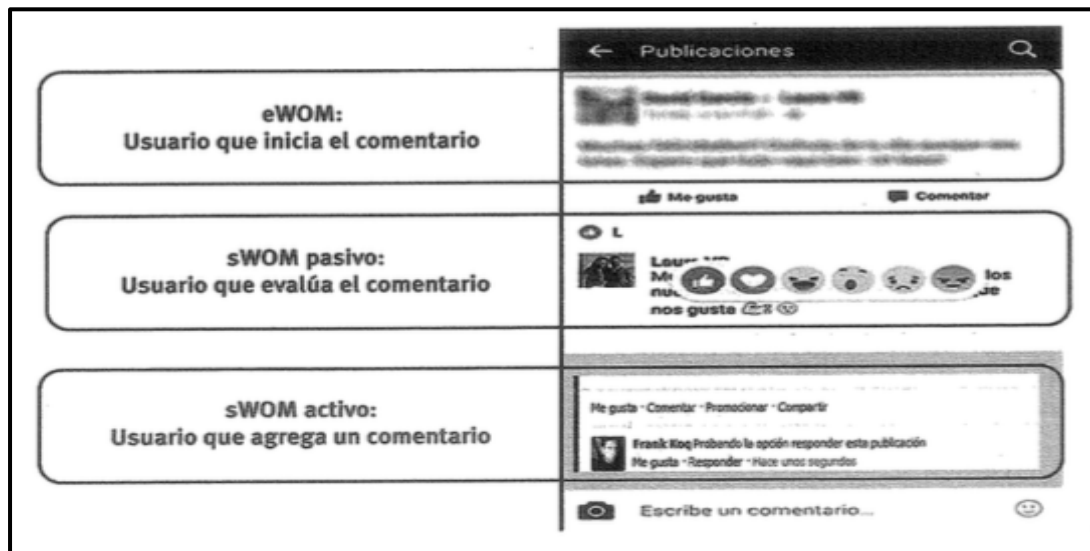 Publicaciones
eWOM:
Usuario que inicia el comentario
Me gusta
Comentar
sWOM pasivo:
Usuario que evalúa el comentario
L
los
nos gusta
sWOM activo:
Usuario que agrega un comentario
Me gusta · Comentar · Promocionar · Compartir
Frank Koq Probando la opción responder esta publicación
Me gusta · Responder · Hace unos segundos
Escribe un comentario...